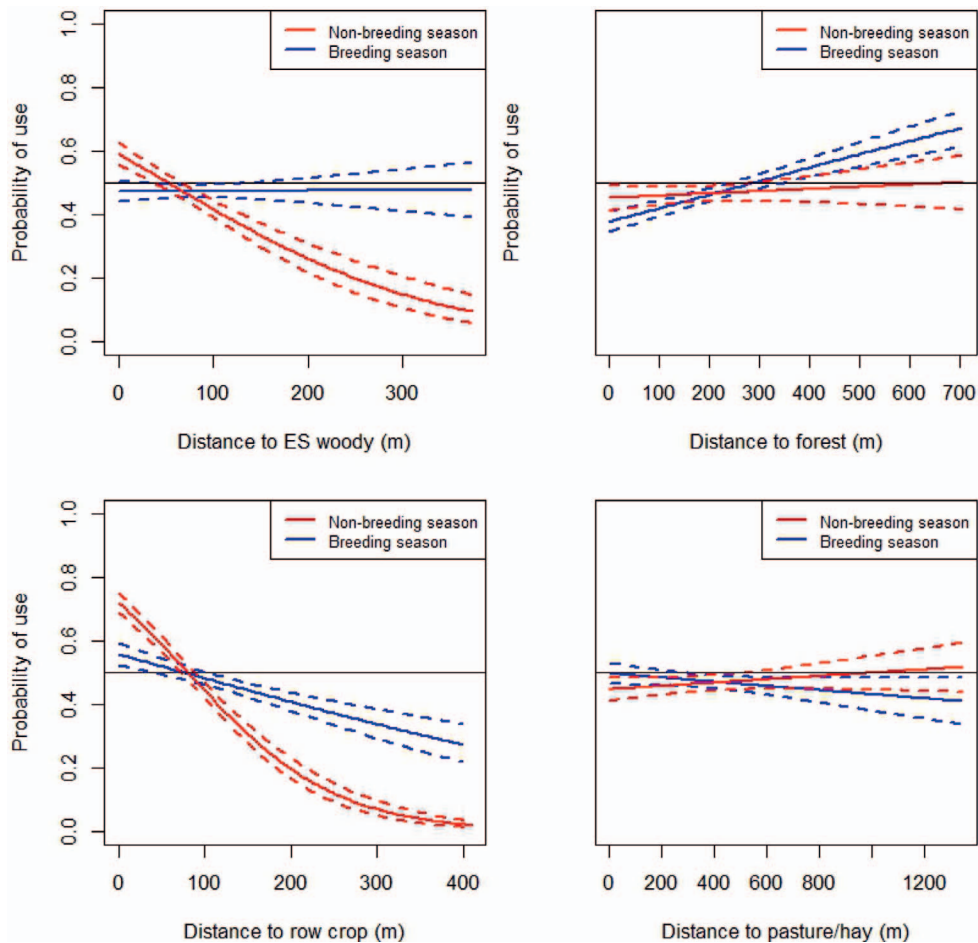 Non-breeding season
Breeding season
Probability of use
0.0 0.2 0.4 0.6 0.8 1.0
0 100 200 300
Distance to ES woody (m)
Non-breeding season
Breeding season
Probability of use
0 100 200 300 400 500 600 700
Distance to forest (m)
Non-breeding season
Breeding season
Probability of use
0.0 0.2 0.4 0.6 0.8 1.0
0 100 200 300 400
Distance to row crop (m)
Non-breeding season
Breeding season
0 200 400 600 800 1200
Distance to pasture/hay (m)